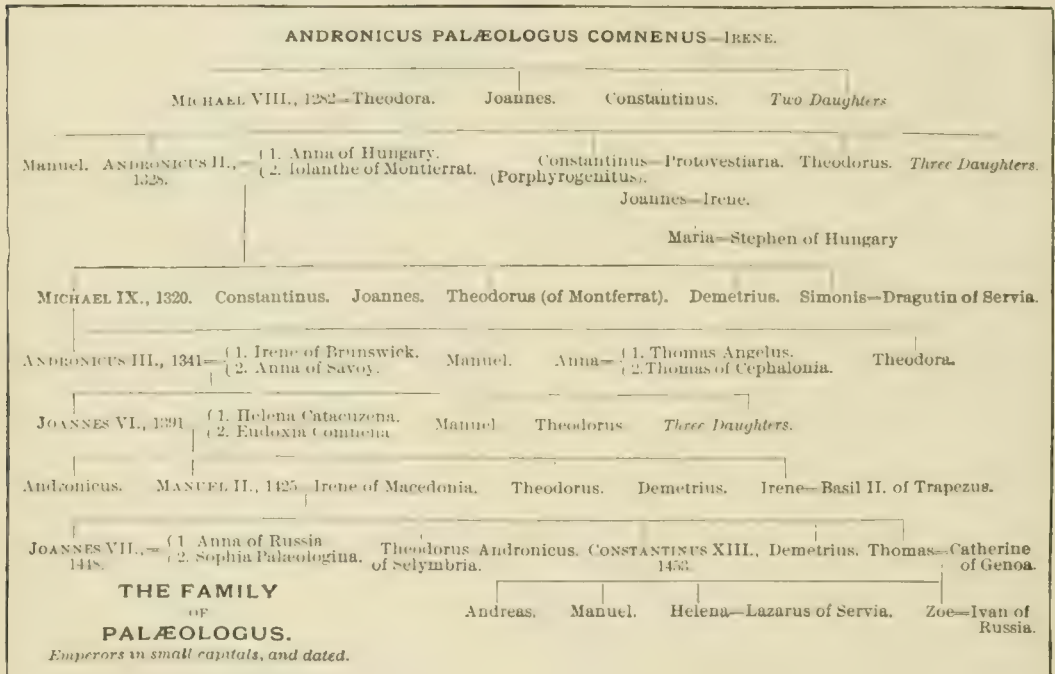 ANDRONICUS PALÆOLOGUS COMNENUS=IRENE.
MICHAEL VIII., 1282=Theodora. Joannes. Constantinus. Two Daughters
Manuel. ANDRONICUS II.,= { 1. Anna of Hungary. Constantinus=Protovestiaria. Theodorus. Three Daughters.
1328. { 2. Iolanthe of Montferrat. (Porphyrogenitus).
Joannes=Irene.
Maria=Stephen of Hungary
MICHAEL IX., 1320. Constantinus. Joannes. Theodorus (of Montferrat). Demetrius. Simonis=Dragutin of Servia.
ANDRONICUS III., 1341= { 1. Irene of Brunswick. Manuel. Anna= { 1. Thomas Angelus. Theodora.
{ 2. Anna of Savoy. { 2. Thomas of Cephalonia.
JOANNES VI., 1391 { 1. Helena Catacuzena. Manuel Theodorus Three Daughters.
{ 2. Eudoxia Comnena
Andronicus. MANUEL II., 1425 Irene of Macedonia. Theodorus. Demetrius. Irene=Basil II. of Trapezus.
JOANNES VII.,= { 1 Anna of Russia Theodorus Andronicus. CONSTANTINUS XIII., Demetrius. Thomas=Catherine
1448. { 2. Sophia Palæologina. of Selymbria. 1453. of Genoa.
THE FAMILY
OF
PALÆOLOGUS.
Emperors in small capitals, and dated.
Andreas. Manuel. Helena=Lazarus of Servia. Zoe=Ivan of
Russia.